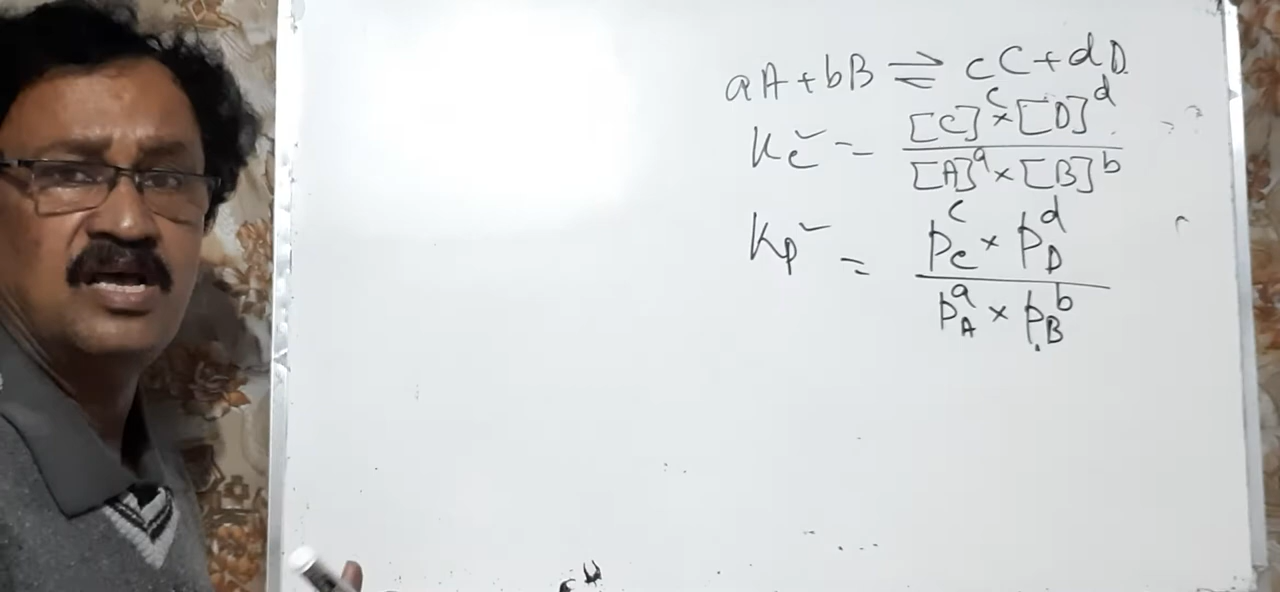 aA + bB ⇌ cC + dD
Kc = [C]^c × [D]^d / [A]^a × [B]^b
Kp = p_C^c × p_D^d / p_A^a × p_B^b